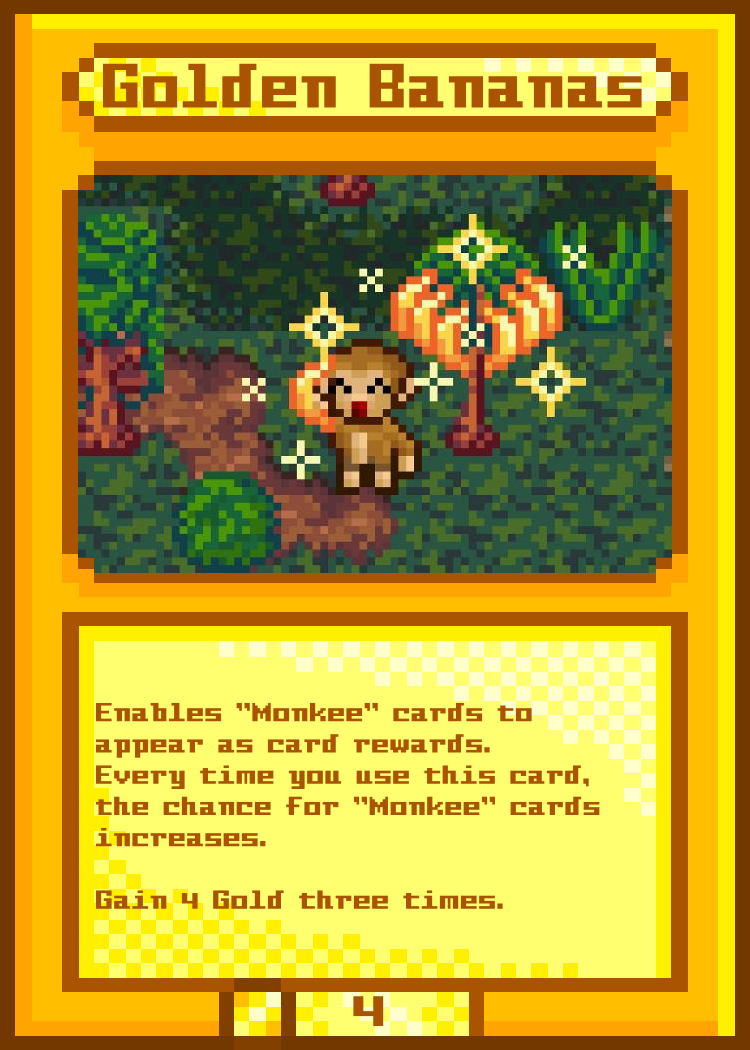 Golden Bananas
Enables "Monkee" cards to
appear as card rewards.
Every time you use this card,
the chance for "Monkee" cards
increases.
Gain 4 Gold three times.
4